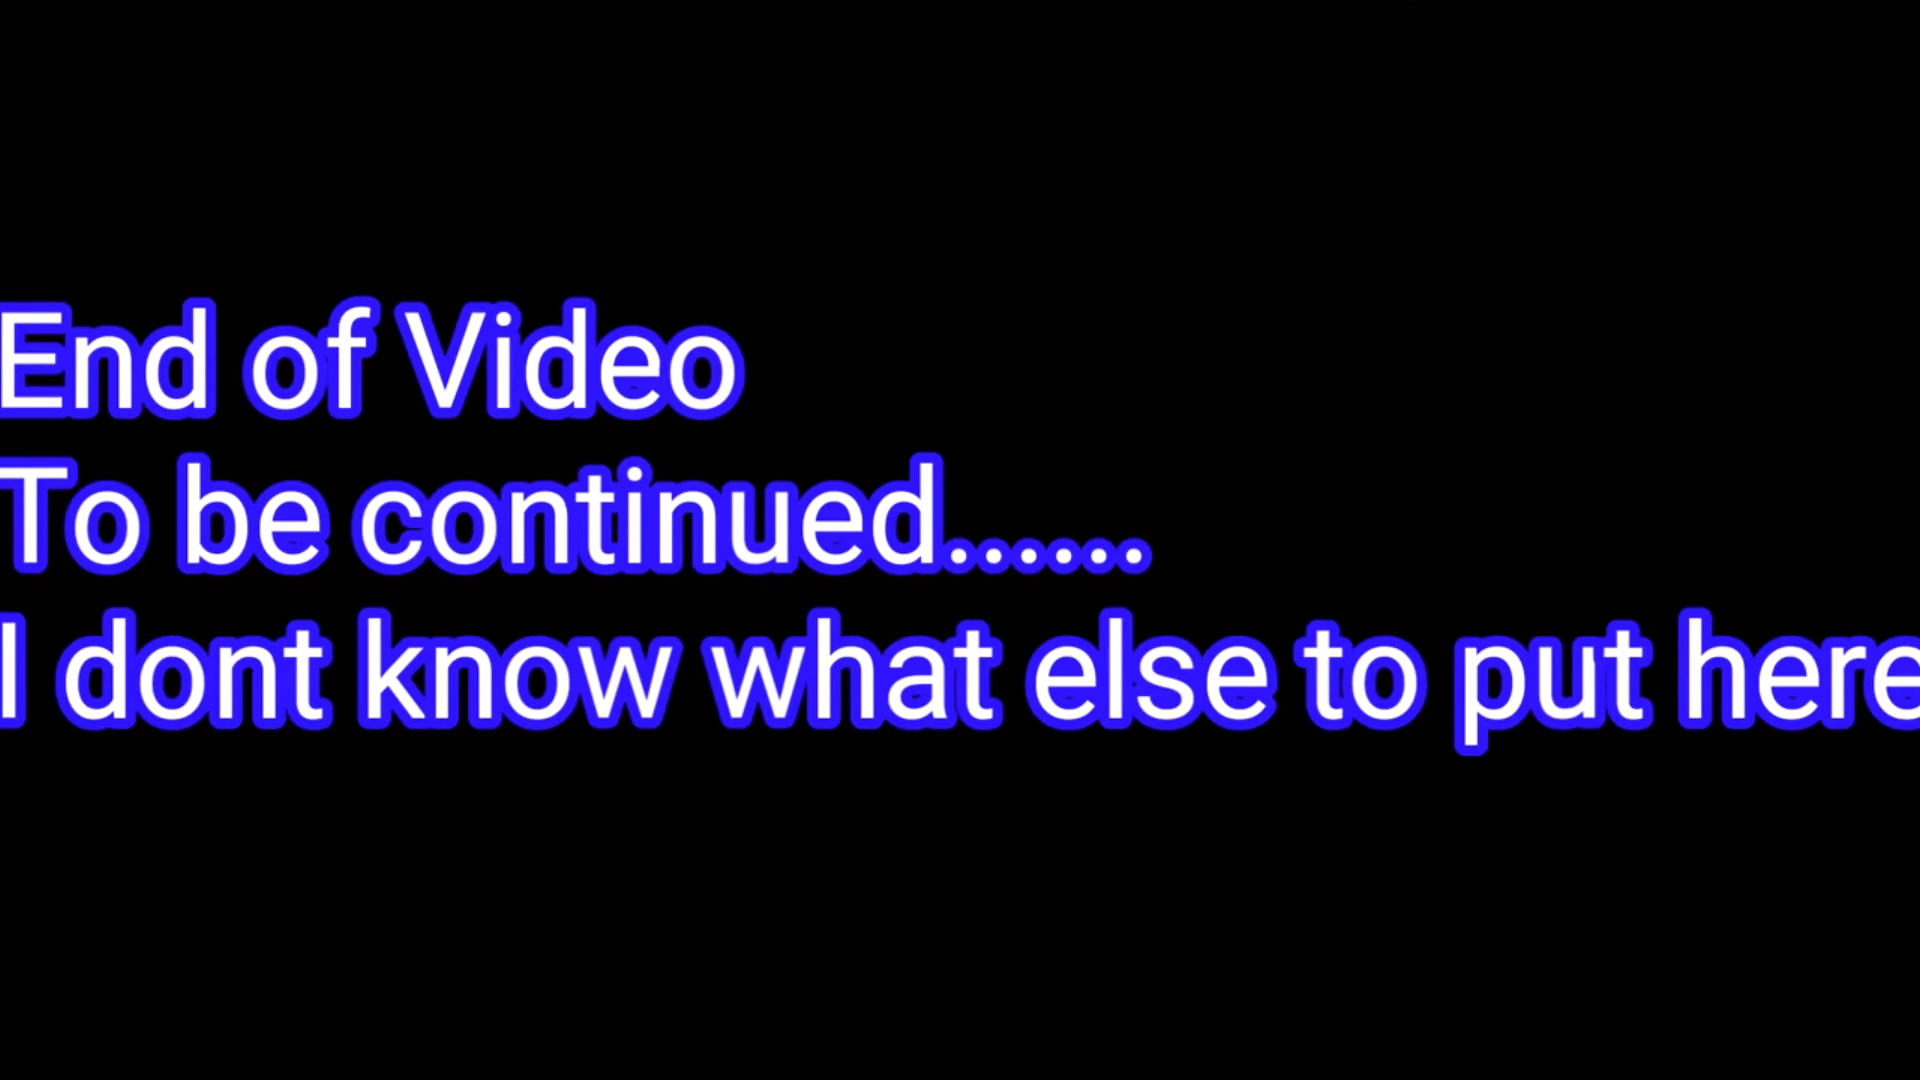 End of Video
To be continued......
I dont know what else to put here